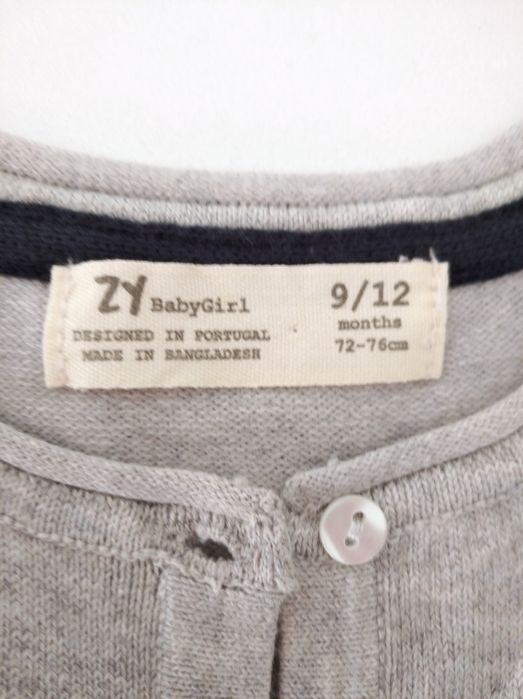 ZY BabyGirl
DESIGNED IN PORTUGAL
MADE IN BANGLADESH
9/12
months
72-76cm